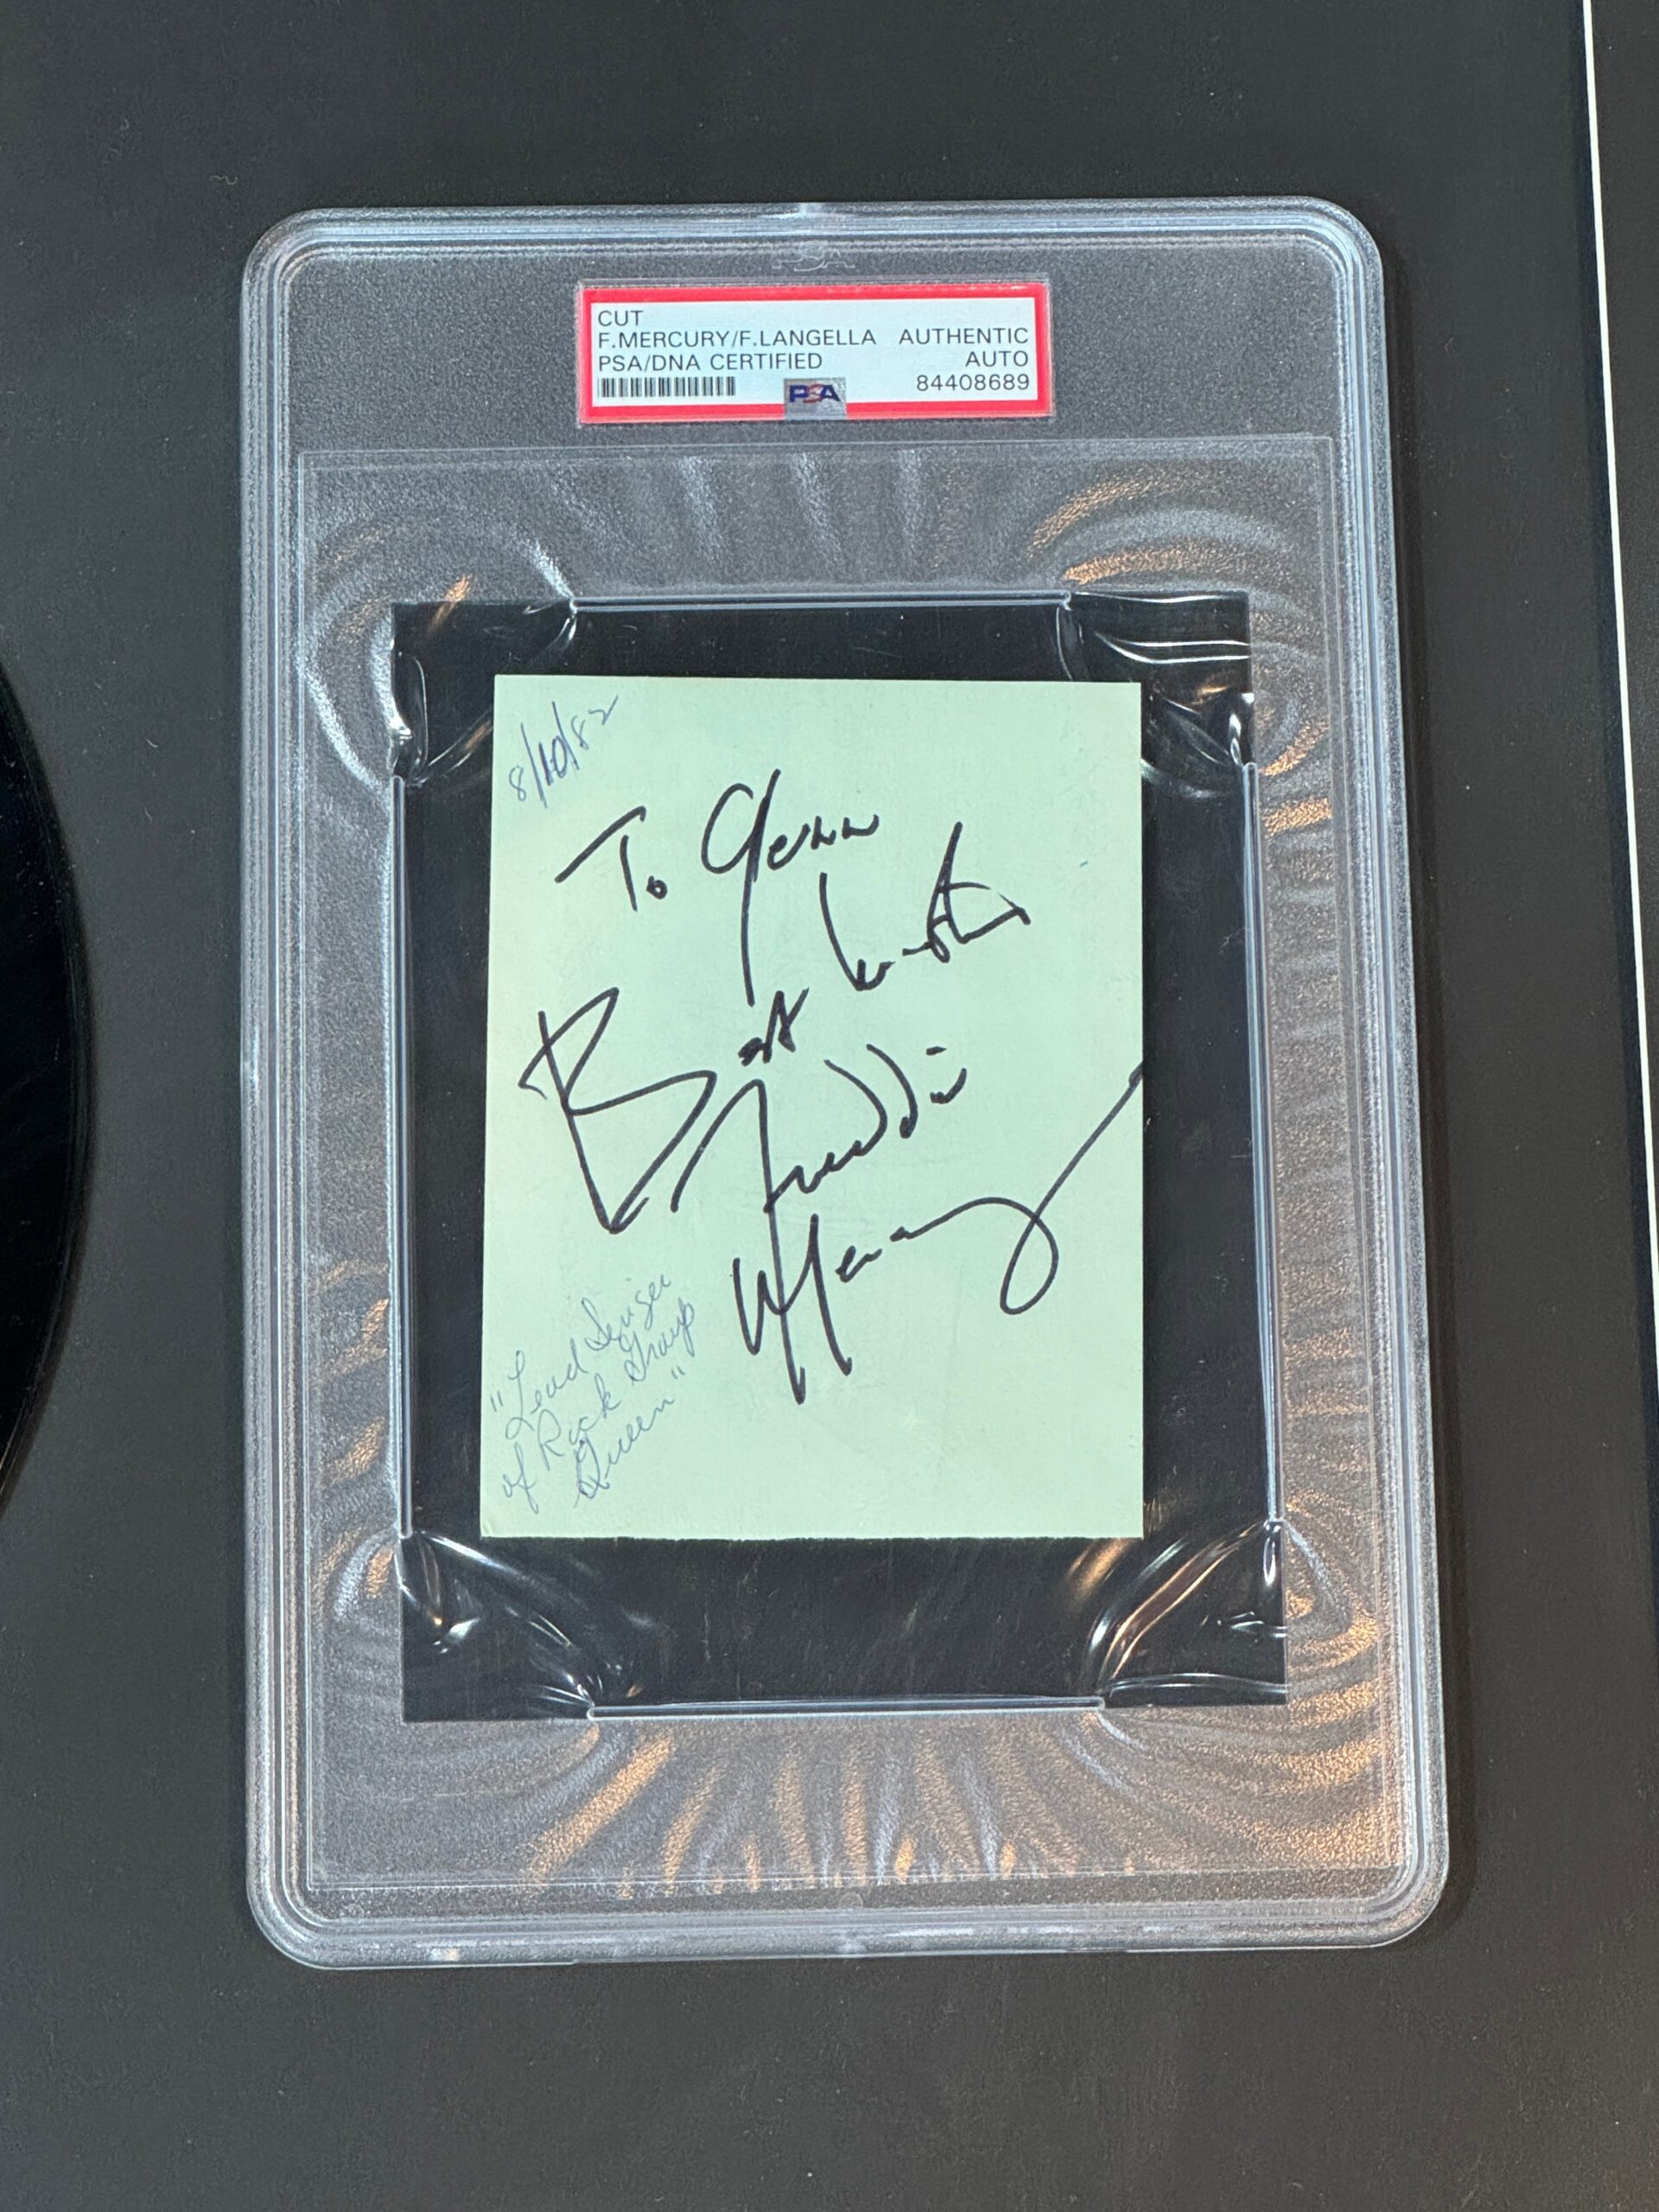 PSA
CUT
F.MERCURY/F.LANGELLA AUTHENTIC
PSA/DNA CERTIFIED AUTO
PSA 84408689
8/10/82
To Glenn
Best Wishes
Freddie
Mercury
"Lead Singer
of Rock Group
Queen"